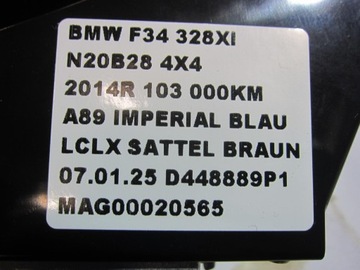 BMW F34 328XI
N20B28 4X4
2014R 103 000KM
A89 IMPERIAL BLAU
LCLX SATTEL BRAUN
07.01.25 D448889P1
MAG00020565